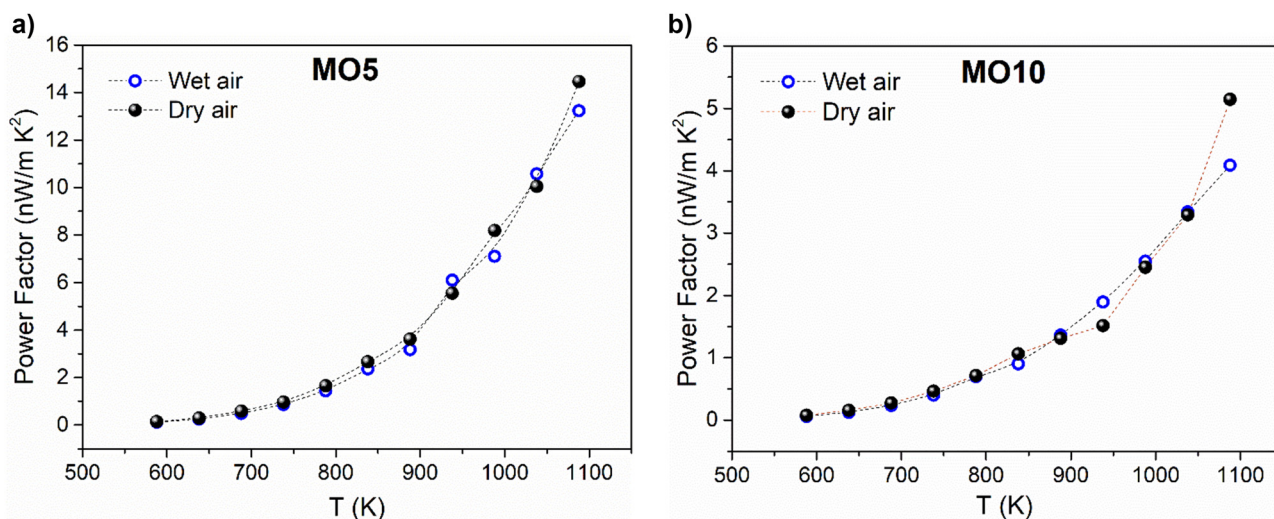 a)
MO5
Wet air
Dry air
Power Factor (nW/m K²)
16
14
12
10
8
6
4
2
0
500 600 700 800 900 1000 1100
T (K)
b)
MO10
Wet air
Dry air
Power Factor (nW/m K²)
6
5
4
3
2
1
0
500 600 700 800 900 1000 1100
T (K)